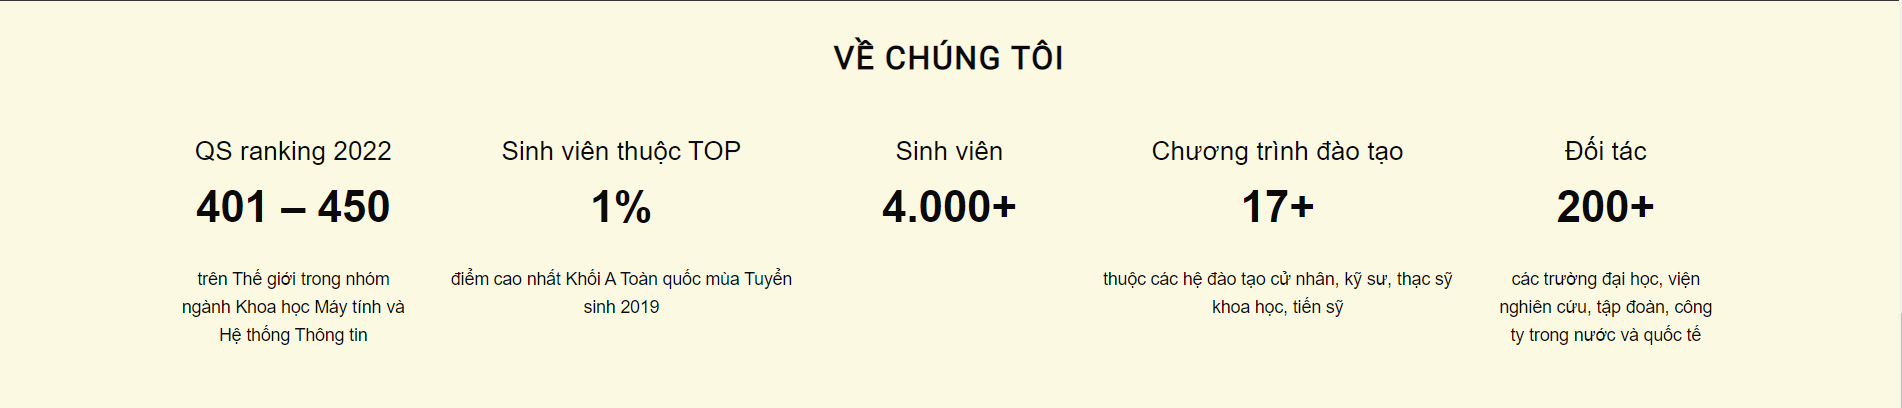 VỀ CHÚNG TÔI
QS ranking 2022
401 – 450
trên Thế giới trong nhóm
ngành Khoa học Máy tính và
Hệ thống Thông tin
Sinh viên thuộc TOP
1%
điểm cao nhất Khối A Toàn quốc mùa Tuyển
sinh 2019
Sinh viên
4.000+
Chương trình đào tạo
17+
thuộc các hệ đào tạo cử nhân, kỹ sư, thạc sỹ
khoa học, tiến sỹ
Đối tác
200+
các trường đại học, viện
nghiên cứu, tập đoàn, công
ty trong nước và quốc tế